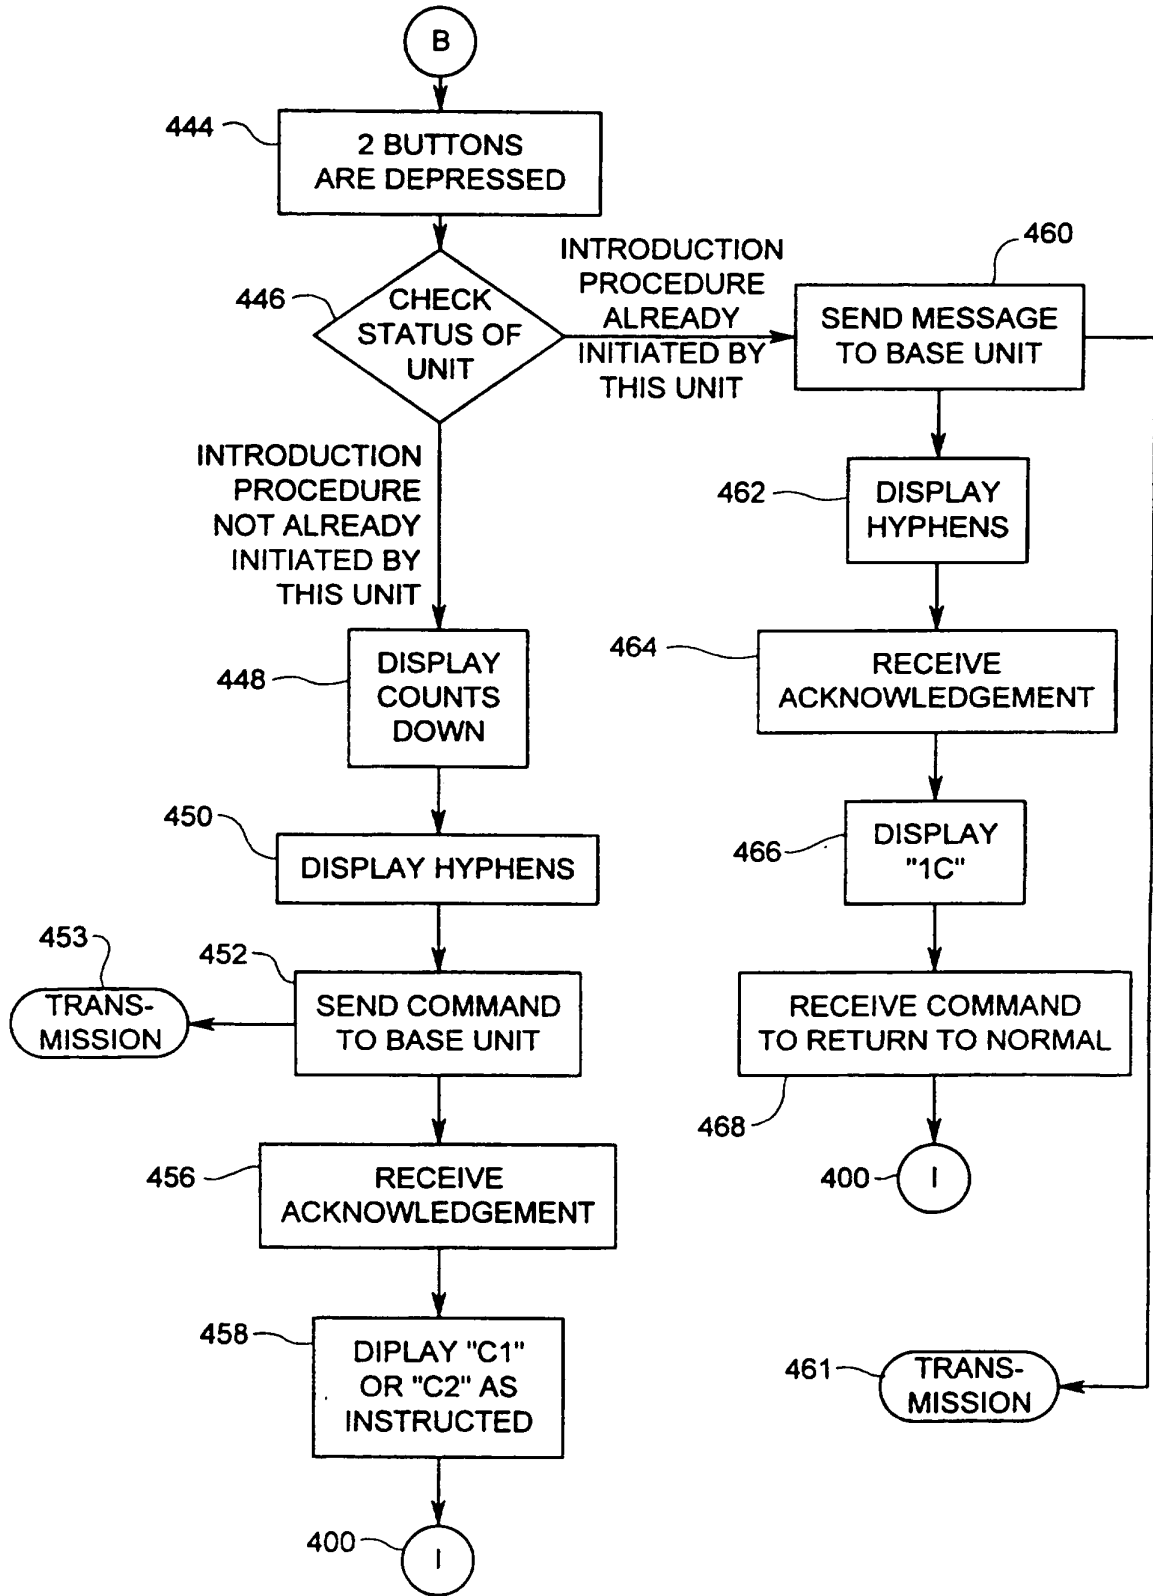 B
444
2 BUTTONS
ARE DEPRESSED
446
CHECK
STATUS OF
UNIT
INTRODUCTION
PROCEDURE
ALREADY
INITIATED BY
THIS UNIT
460
SEND MESSAGE
TO BASE UNIT
INTRODUCTION
PROCEDURE
NOT ALREADY
INITIATED BY
THIS UNIT
462
DISPLAY
HYPHENS
448
DISPLAY
COUNTS
DOWN
464
RECEIVE
ACKNOWLEDGEMENT
450
DISPLAY HYPHENS
466
DISPLAY
"1C"
453
TRANS-
MISSION
452
SEND COMMAND
TO BASE UNIT
RECEIVE COMMAND
TO RETURN TO NORMAL
468
456
RECEIVE
ACKNOWLEDGEMENT
400
I
458
DIPLAY "C1"
OR "C2" AS
INSTRUCTED
461
TRANS-
MISSION
400
I